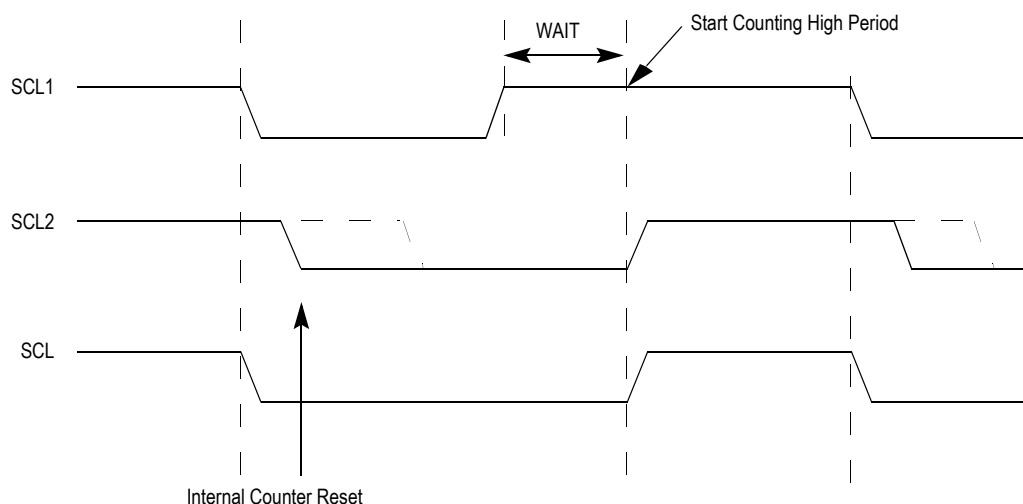 Start Counting High Period
WAIT
SCL1
SCL2
SCL
Internal Counter Reset